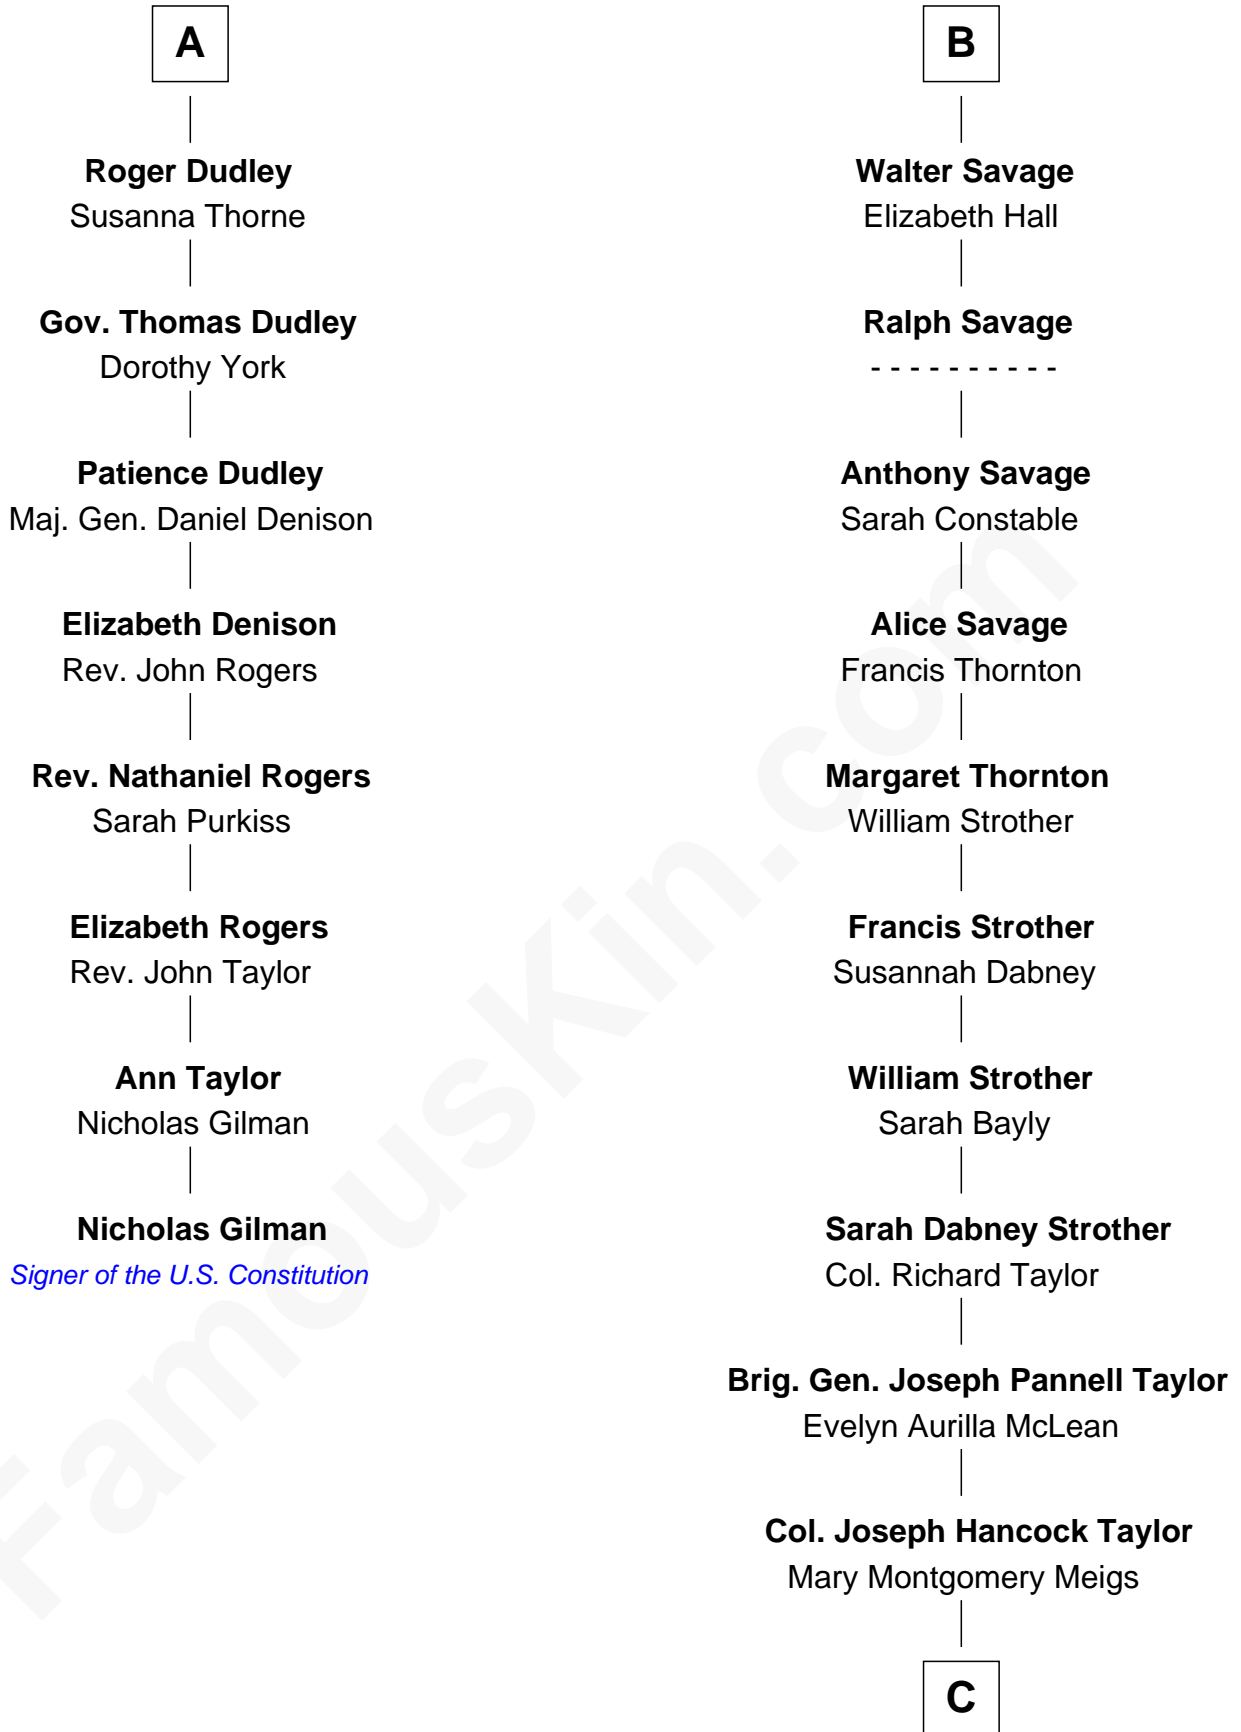 A
Roger Dudley
Susanna Thorne
Gov. Thomas Dudley
Dorothy York
Patience Dudley
Maj. Gen. Daniel Denison
Elizabeth Denison
Rev. John Rogers
Rev. Nathaniel Rogers
Sarah Purkiss
Elizabeth Rogers
Rev. John Taylor
Ann Taylor
Nicholas Gilman
Nicholas Gilman
Signer of the U.S. Constitution
B
Walter Savage
Elizabeth Hall
Ralph Savage
- - - - - - - - - -
Anthony Savage
Sarah Constable
Alice Savage
Francis Thornton
Margaret Thornton
William Strother
Francis Strother
Susannah Dabney
William Strother
Sarah Bayly
Sarah Dabney Strother
Col. Richard Taylor
Brig. Gen. Joseph Pannell Taylor
Evelyn Aurilla McLean
Col. Joseph Hancock Taylor
Mary Montgomery Meigs
C
FamousKin.com